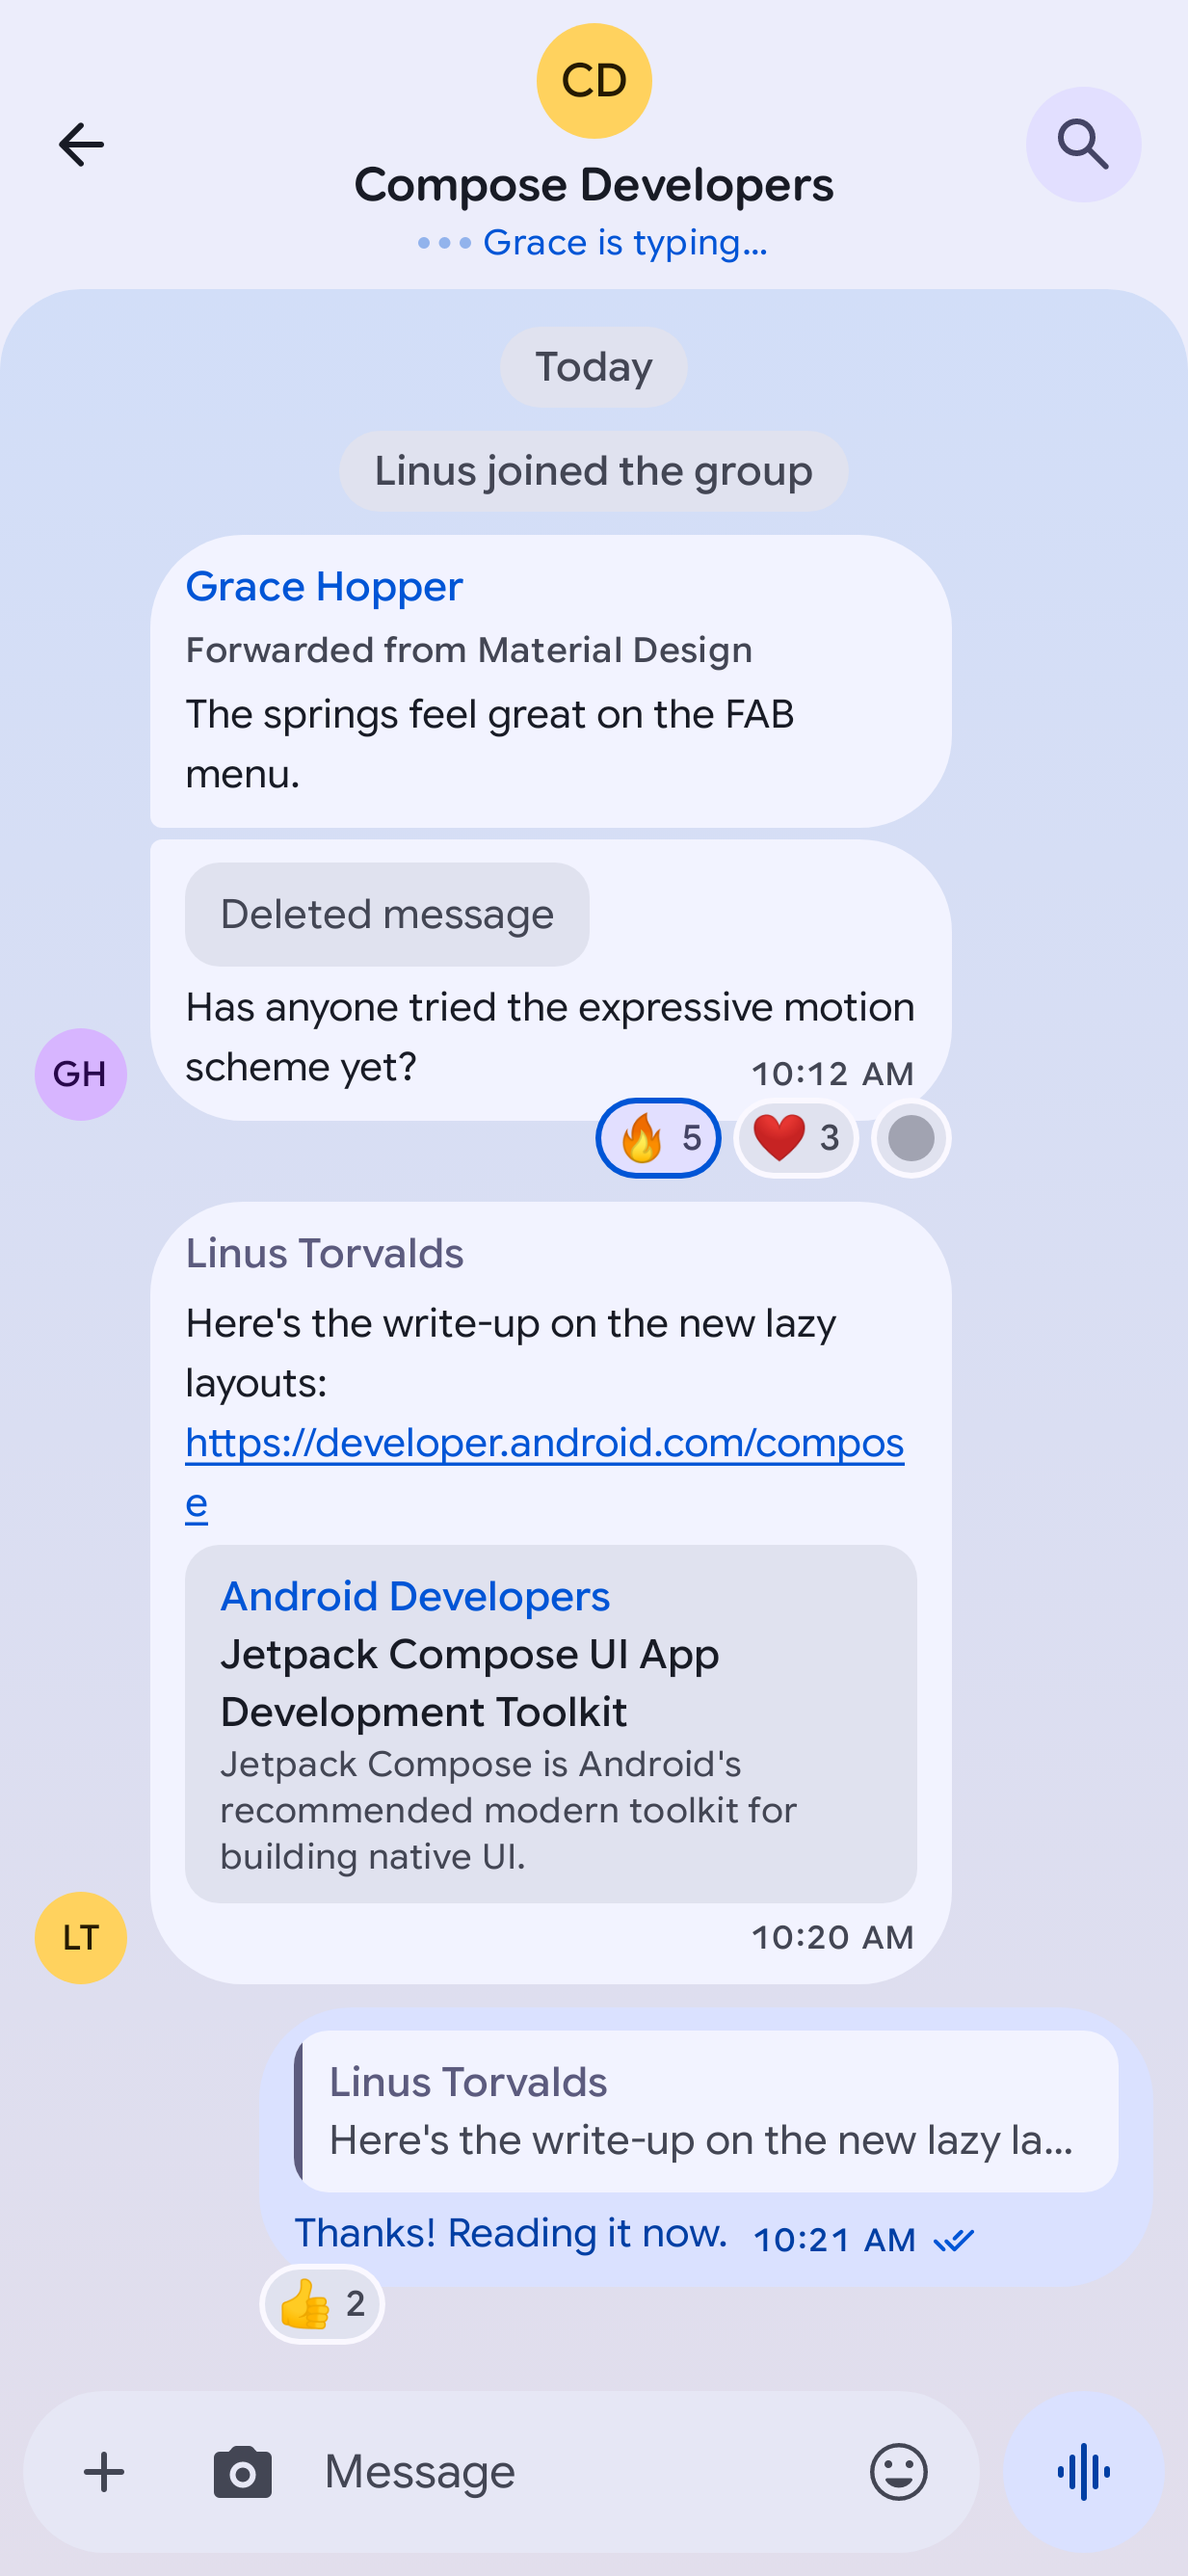 CD
Compose Developers
Grace is typing...
Today
Linus joined the group
Grace Hopper
Forwarded from Material Design
The springs feel great on the FAB
menu.
Deleted message
Has anyone tried the expressive motion
scheme yet?
10:12 AM
GH
5
3
Linus Torvalds
Here's the write-up on the new lazy
layouts:
https://developer.android.com/compos
e
Android Developers
Jetpack Compose UI App
Development Toolkit
Jetpack Compose is Android's
recommended modern toolkit for
building native UI.
10:20 AM
LT
Linus Torvalds
Here's the write-up on the new lazy la...
Thanks! Reading it now. 10:21 AM
2
Message